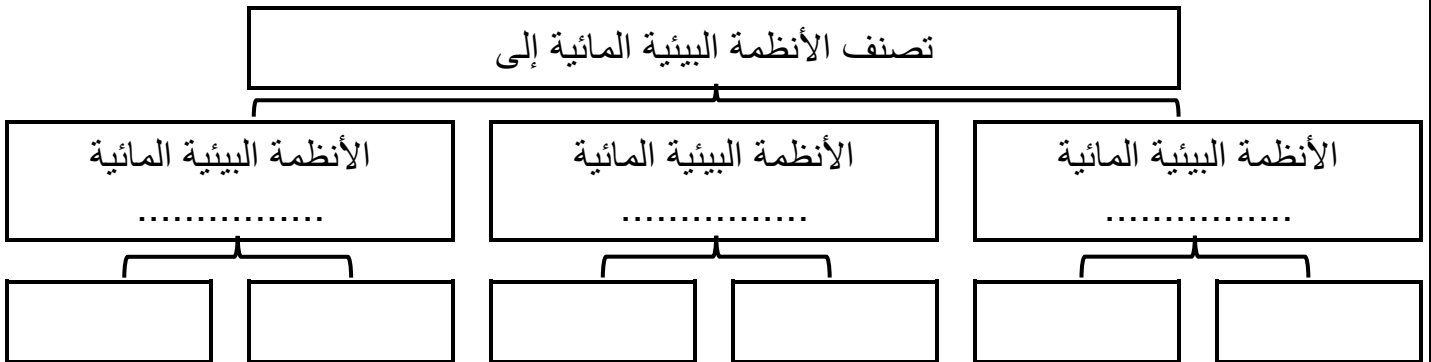 تصنف الأنظمة البيئية المائية إلى
الأنظمة البيئية المائية
................
الأنظمة البيئية المائية
................
الأنظمة البيئية المائية
................